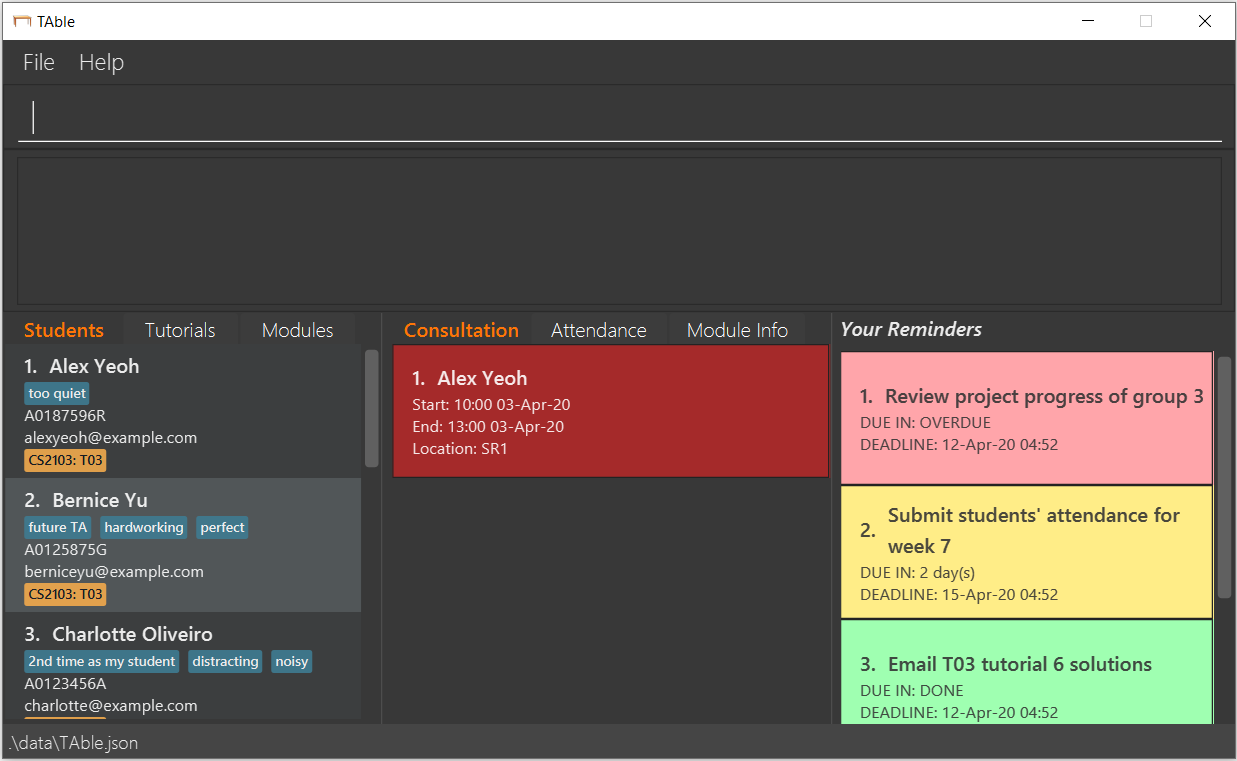 TAble
File Help
Students Tutorials Modules
1. Alex Yeoh
too quiet
A0187596R
alexyeoh@example.com
CS2103: T03
2. Bernice Yu
future TA hardworking perfect
A0125875G
berniceyu@example.com
CS2103: T03
3. Charlotte Oliveiro
2nd time as my student distracting noisy
A0123456A
charlotte@example.com
Consultation Attendance Module Info
1. Alex Yeoh
Start: 10:00 03-Apr-20
End: 13:00 03-Apr-20
Location: SR1
Your Reminders
1. Review project progress of group 3
DUE IN: OVERDUE
DEADLINE: 12-Apr-20 04:52
2. Submit students' attendance for
week 7
DUE IN: 2 day(s)
DEADLINE: 15-Apr-20 04:52
3. Email T03 tutorial 6 solutions
DUE IN: DONE
DEADLINE: 12-Apr-20 04:52
.\data\TAble.json